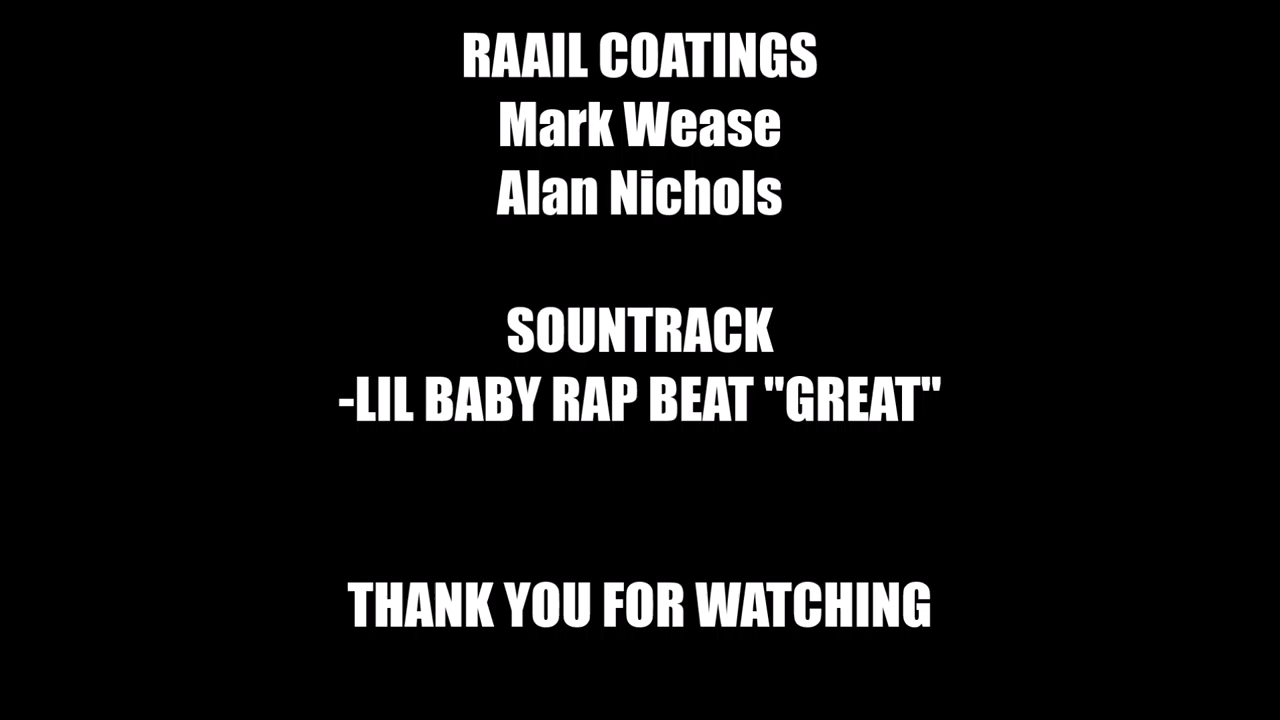 RAAIL COATINGS
Mark Wease
Alan Nichols
SOUNTRACK
-LIL BABY RAP BEAT "GREAT"
THANK YOU FOR WATCHING